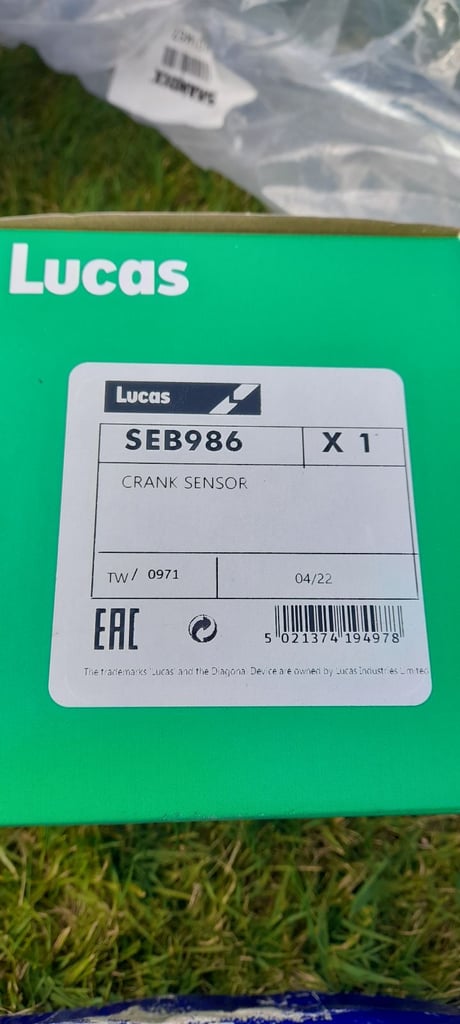 Lucas
Lucas
SEB986 X 1
CRANK SENSOR
TW/ 0971 04/22
EAC
5 021374 194978
The trademarks 'Lucas' and the Diagonal Device are owned by Lucas Industries Limited